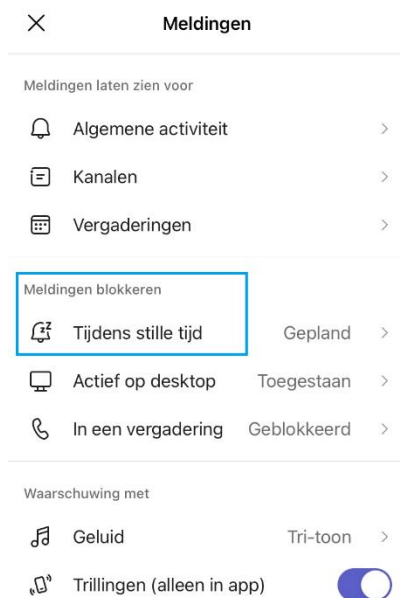 Meldingen
Meldingen laten zien voor
Algemene activiteit
Kanalen
Vergaderingen
Meldingen blokkeren
Tijdens stille tijd Gepland
Actief op desktop Toegestaan
In een vergadering Geblokkeerd
Waarschuwing met
Geluid Tri-toon
Trillingen (alleen in app)